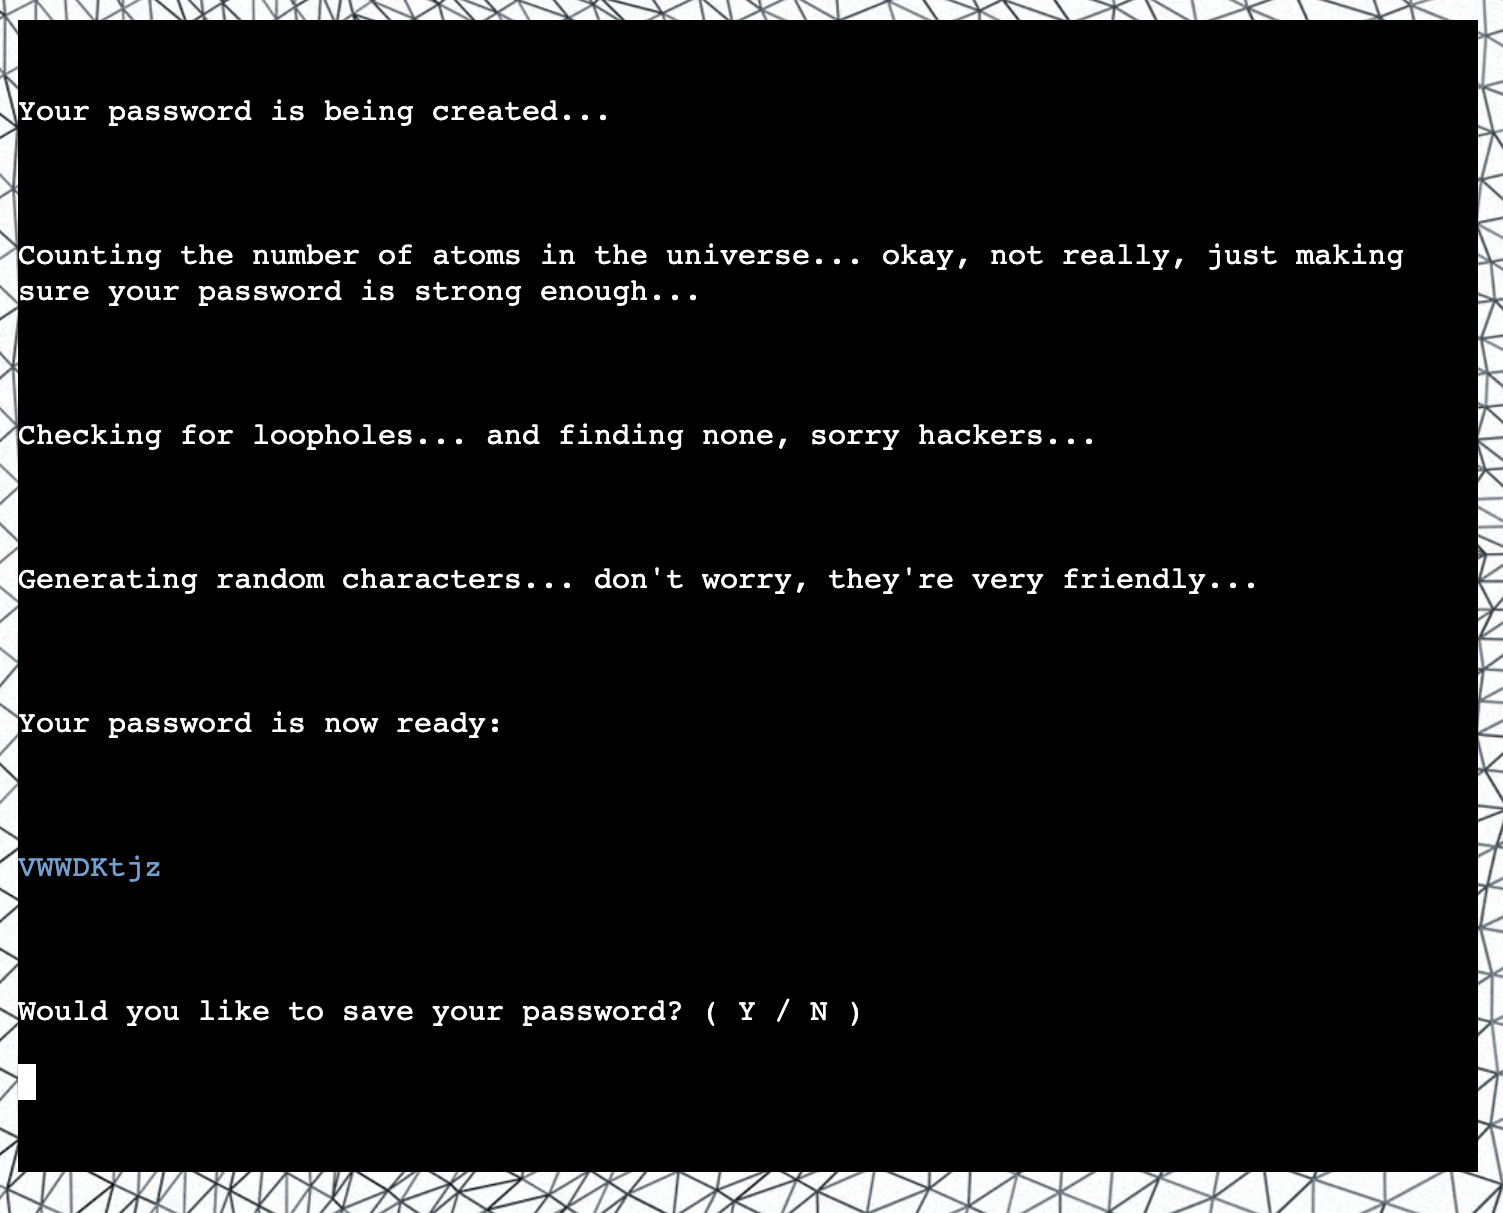 Your password is being created...
Counting the number of atoms in the universe... okay, not really, just making
sure your password is strong enough...
Checking for loopholes... and finding none, sorry hackers...
Generating random characters... don't worry, they're very friendly...
Your password is now ready:
VWWDKtjz
Would you like to save your password? ( Y / N )